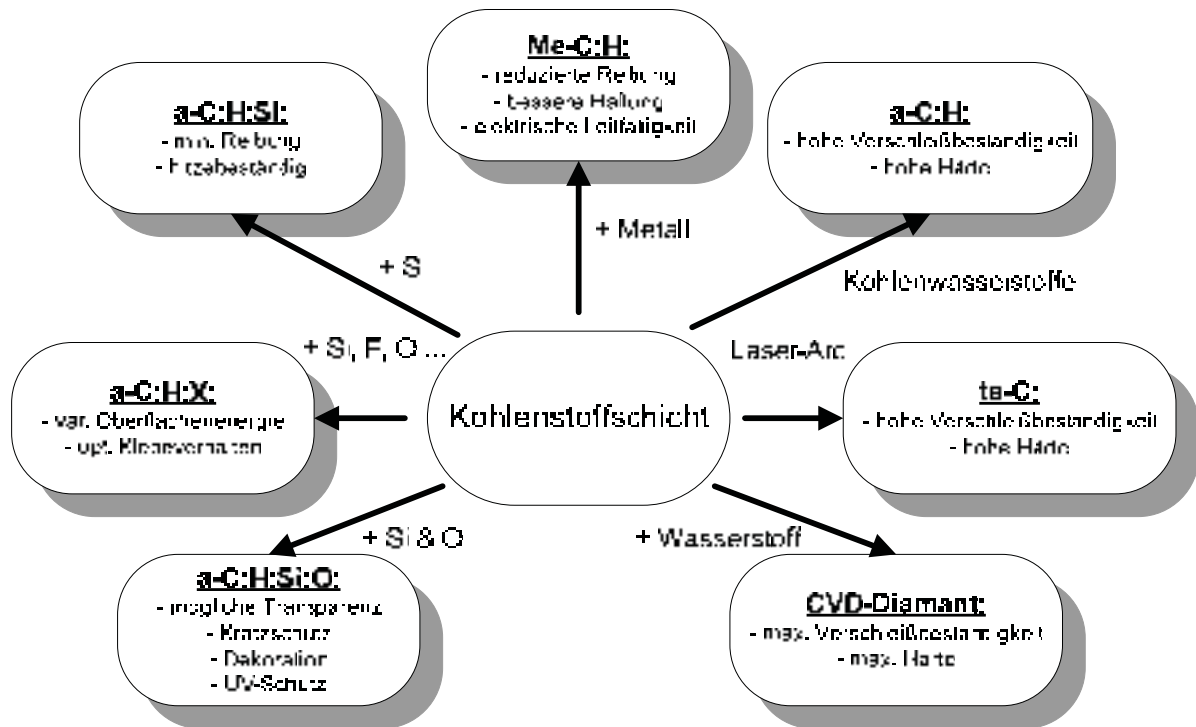 Me-C:H:
- reduzierte Reibung
- bessere Haftung
- elektrische Leitfähigkeit
a-C:H:Si:
- min. Reibung
- hitzebeständig
a-C:H:
- hohe Verschleißbeständigkeit
- hohe Härte
+ Metall
+ S
Kohlenwasserstoffe
+ Si, F, O ...
Laser-Arc
a-C:H:X:
- var. Oberflächenenergie
- opt. Klebeverhalten
Kohlenstoffschicht
ta-C:
- hohe Verschleißbeständigkeit
- hohe Härte
+ Si & O
+ Wasserstoff
a-C:H:Si:O:
- mögliche Transparenz
- Kratzschutz
- Dekoration
- UV-Schutz
CVD-Diamant:
- max. Verschleißbeständigkeit
- max. Härte